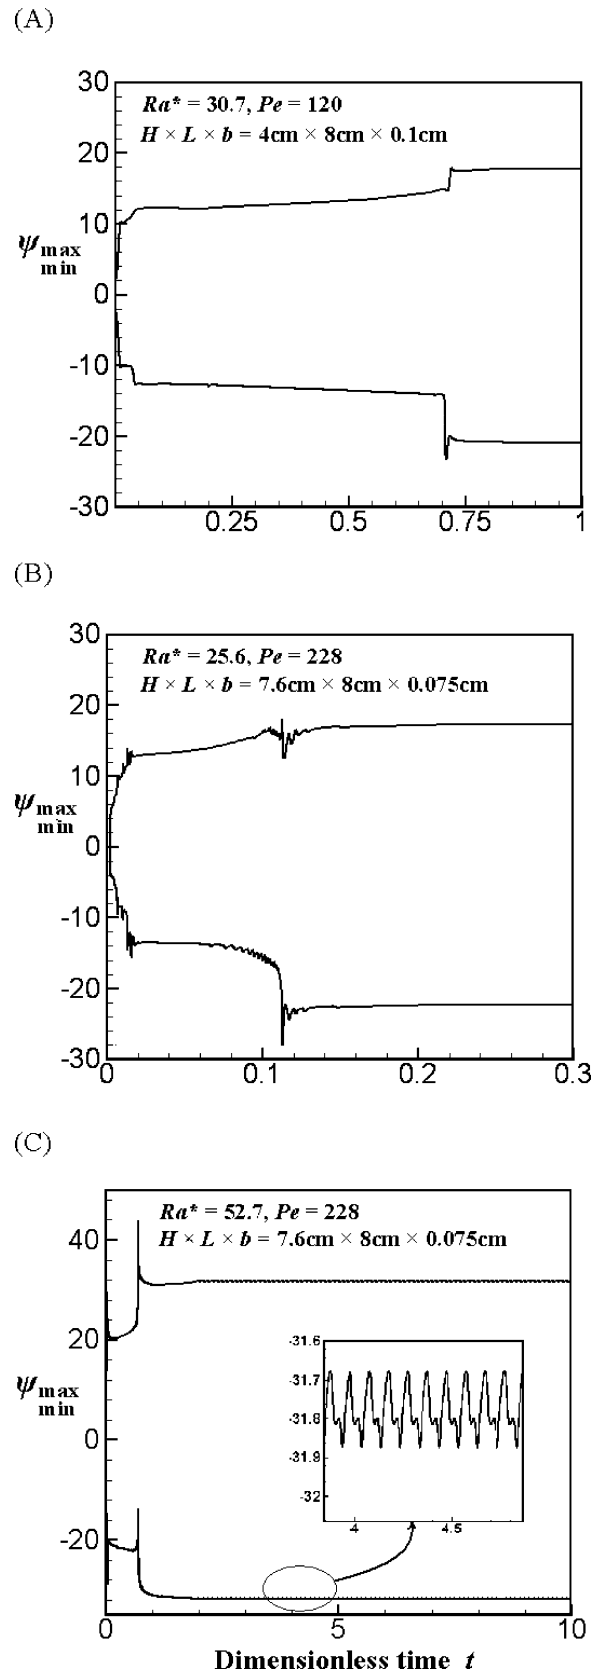 (A)
30
Ra* = 30.7, Pe = 120
H × L × b = 4cm × 8cm × 0.1cm
20
10
ψ max
min
0
-10
-20
-30
0.25 0.5 0.75 1
(B)
30
Ra* = 25.6, Pe = 228
H × L × b = 7.6cm × 8cm × 0.075cm
20
10
ψ max
min
0
-10
-20
-30
0 0.1 0.2 0.3
(C)
Ra* = 52.7, Pe = 228
H × L × b = 7.6cm × 8cm × 0.075cm
40
20
-31.6
-31.7
ψ max
min
-31.8
0
-31.9
-32
4 4.5
-20
0 5 10
Dimensionless time t